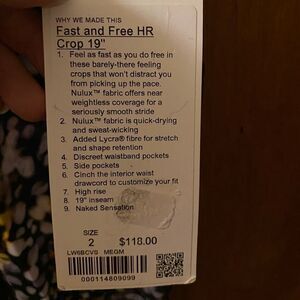 WHY WE MADE THIS
Fast and Free HR
Crop 19"
1. Feel as fast as you do free in
these barely-there feeling
crops that won't distract you
from picking up the pace.
Nulux™ fabric offers near
weightless coverage for a
seriously smooth stride
2. Nulux™ fabric is quick-drying
and sweat-wicking
3. Added Lycra® fibre for stretch
and shape retention
4. Discreet waistband pockets
5. Side pockets
6. Cinch the interior waist
drawcord to customize your fit
7. High rise
8. 19" inseam
9. Naked Sensation
SIZE
2 $118.00
LW6BCVS MEGM
000114809099